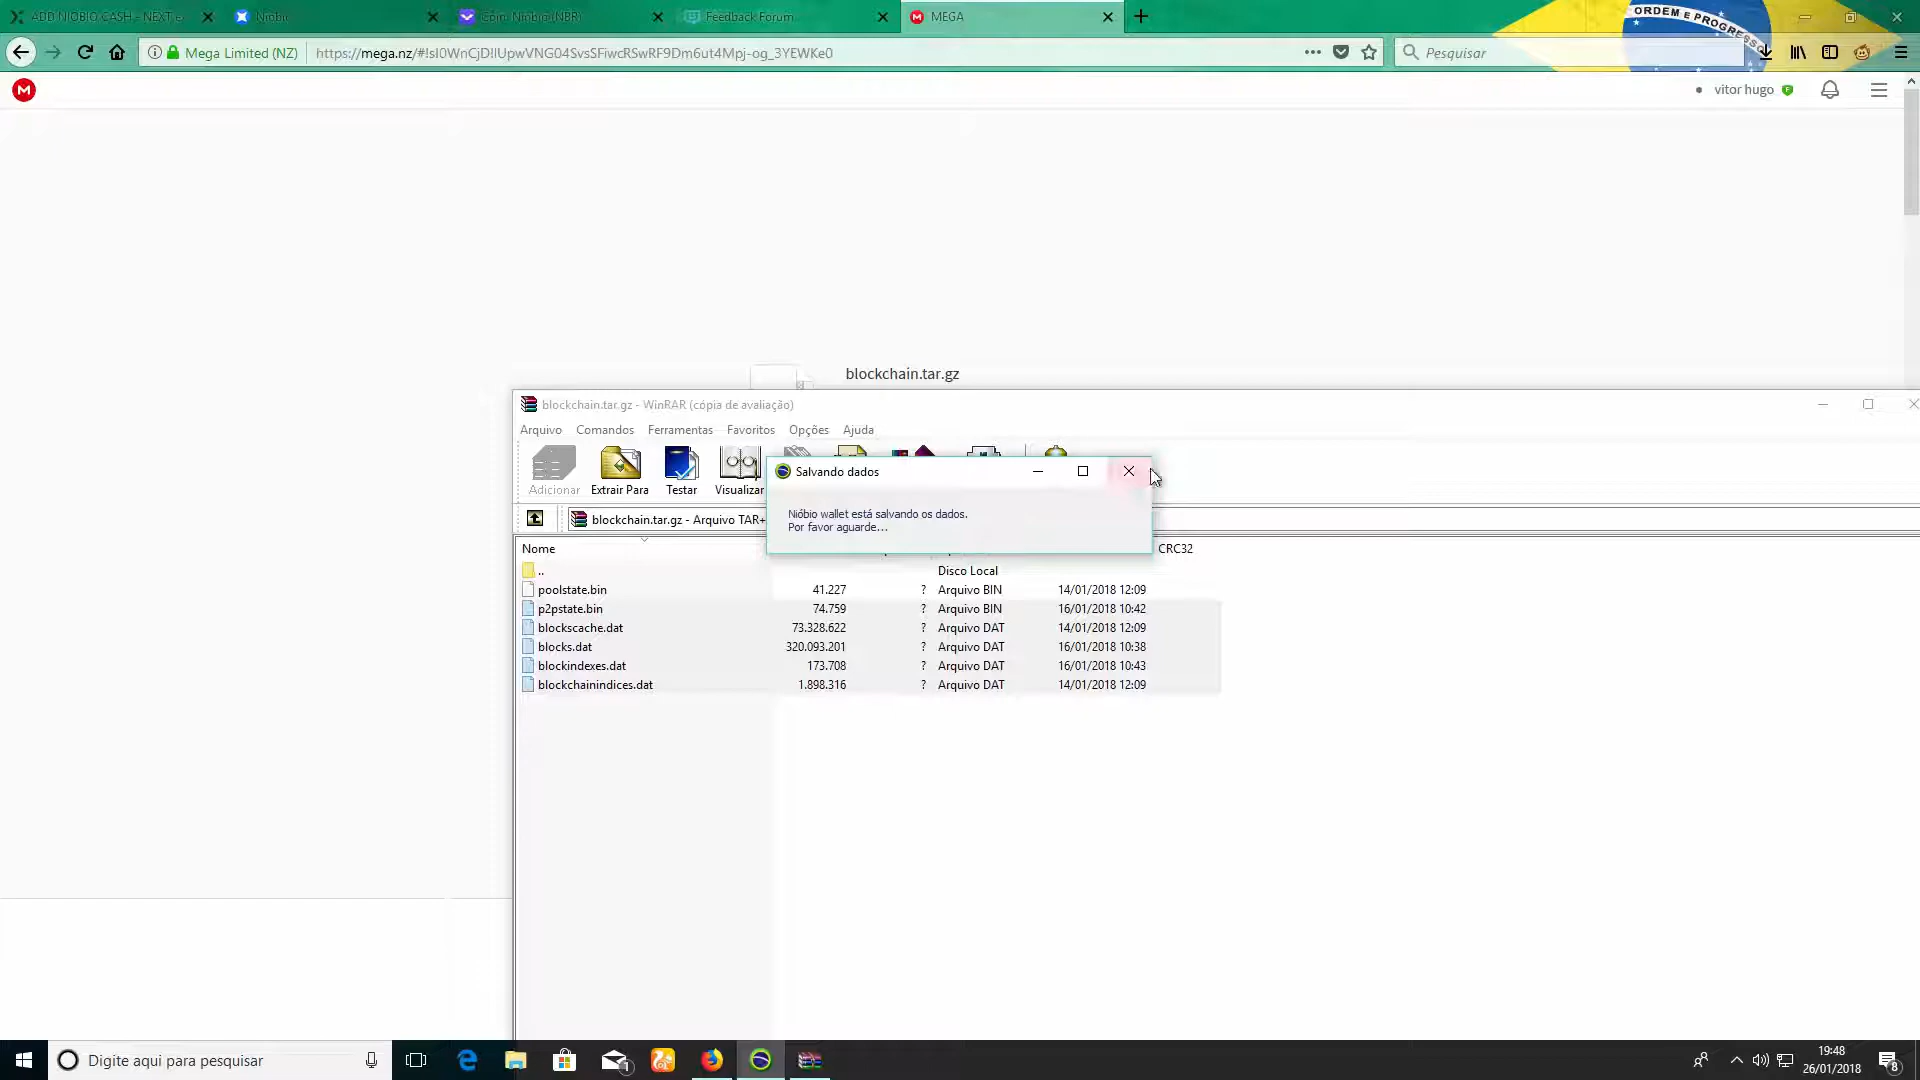 ADD NIOBIO CASH - NEXT e
Nióbio
Coin: Nióbio (NBR)
Feedback Forum
MEGA
ORDEM E PROGRESSO
Mega Limited (NZ)
https://mega.nz/#!sI0WnCjD!lUpwVNG04SvsSFiwcRSwRF9Dm6ut4Mpj-og_3YEWKe0
Pesquisar
vitor hugo
blockchain.tar.gz
blockchain.tar.gz - WinRAR (cópia de avaliação)
Arquivo Comandos Ferramentas Favoritos Opções Ajuda
Adicionar Extrair Para Testar Visualizar
Salvando dados
Nióbio wallet está salvando os dados.
Por favor aguarde...
blockchain.tar.gz - Arquivo TAR+
Nome CRC32
.. Disco Local
poolstate.bin 41.227 ? Arquivo BIN 14/01/2018 12:09
p2pstate.bin 74.759 ? Arquivo BIN 16/01/2018 10:42
blockscache.dat 73.328.622 ? Arquivo DAT 14/01/2018 12:09
blocks.dat 320.093.201 ? Arquivo DAT 16/01/2018 10:38
blockindexes.dat 173.708 ? Arquivo DAT 16/01/2018 10:43
blockchainindices.dat 1.898.316 ? Arquivo DAT 14/01/2018 12:09
Digite aqui para pesquisar
1
19:48
26/01/2018
8